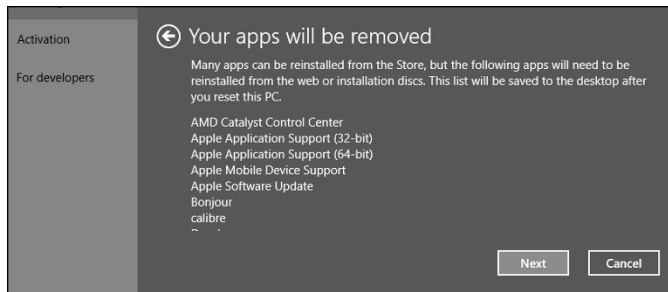 Activation
For developers
Your apps will be removed
Many apps can be reinstalled from the Store, but the following apps will need to be
reinstalled from the web or installation discs. This list will be saved to the desktop after
you reset this PC.
AMD Catalyst Control Center
Apple Application Support (32-bit)
Apple Application Support (64-bit)
Apple Mobile Device Support
Apple Software Update
Bonjour
calibre
Next
Cancel